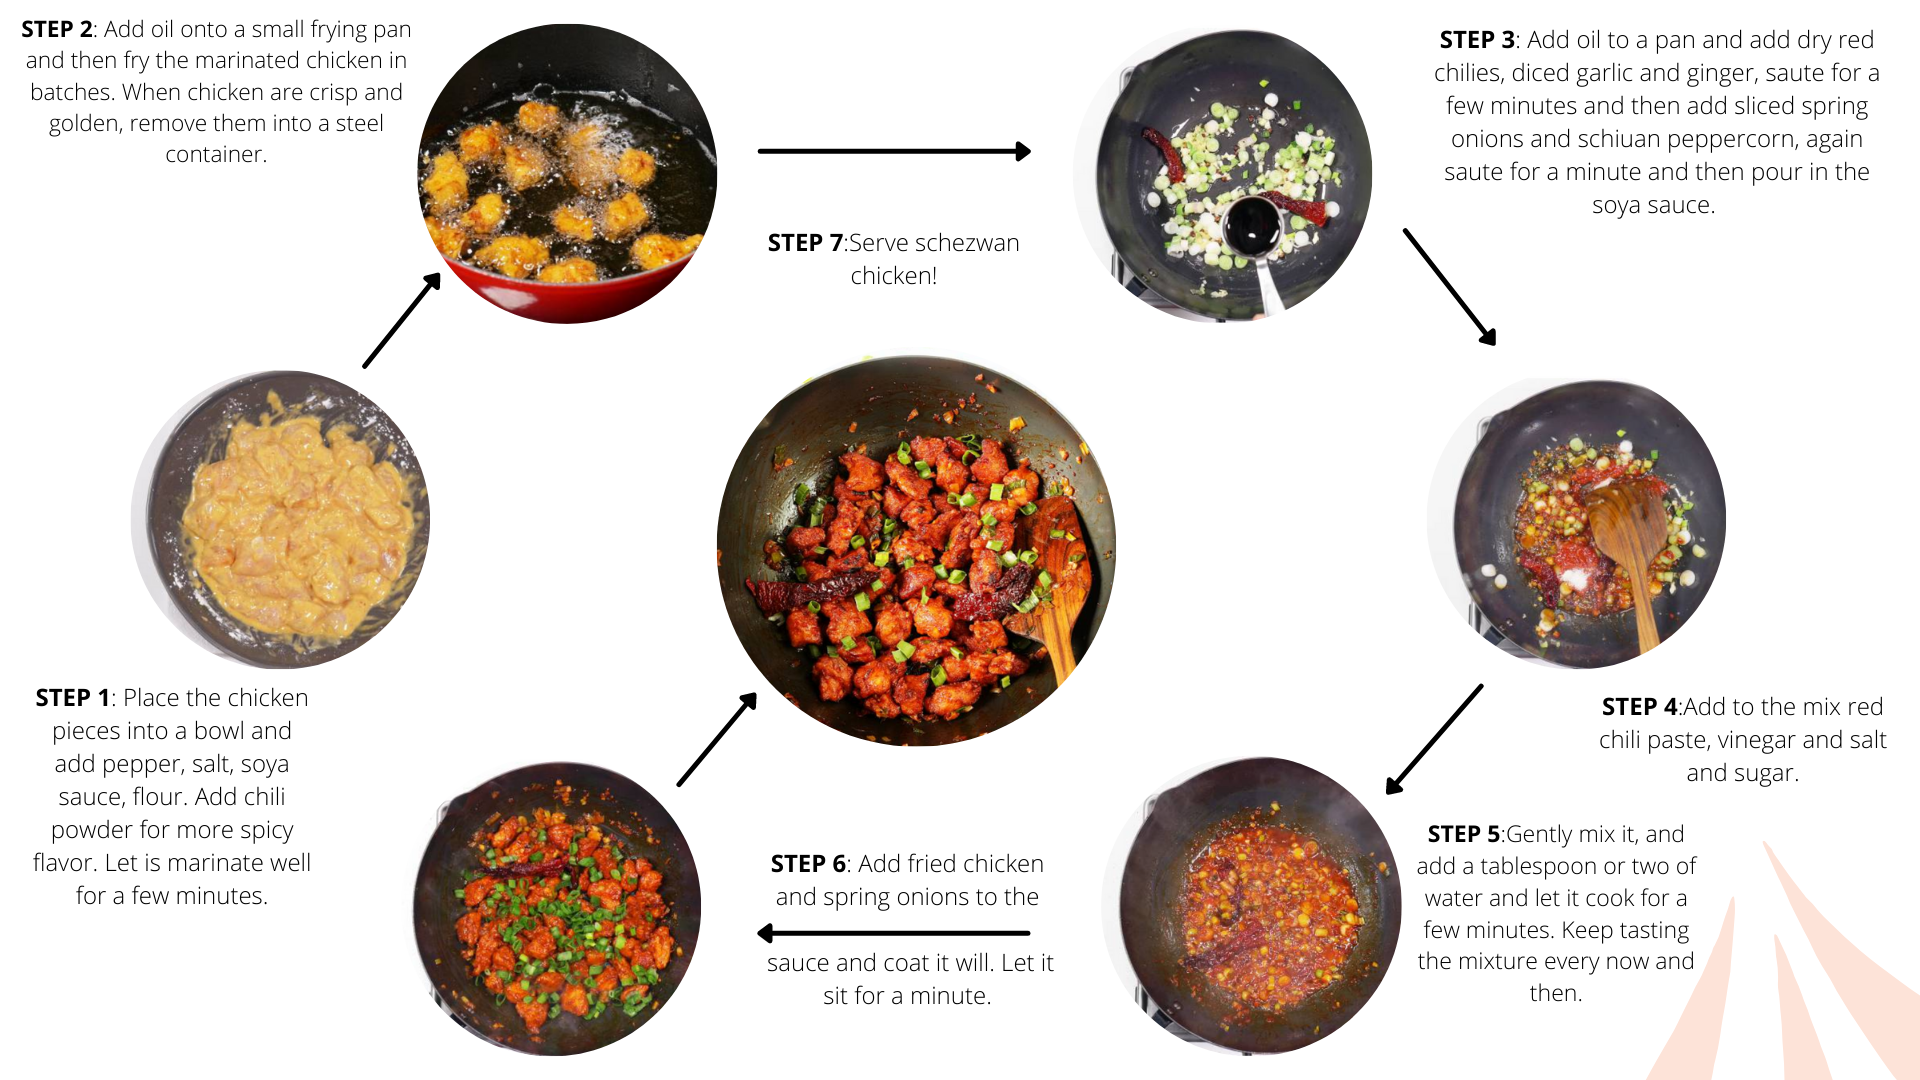 STEP 2: Add oil onto a small frying pan
and then fry the marinated chicken in
batches. When chicken are crisp and
golden, remove them into a steel
container.
STEP 3: Add oil to a pan and add dry red
chilies, diced garlic and ginger, saute for a
few minutes and then add sliced spring
onions and schiuan peppercorn, again
saute for a minute and then pour in the
soya sauce.
STEP 7:Serve schezwan
chicken!
STEP 1: Place the chicken
pieces into a bowl and
add pepper, salt, soya
sauce, flour. Add chili
powder for more spicy
flavor. Let is marinate well
for a few minutes.
STEP 4:Add to the mix red
chili paste, vinegar and salt
and sugar.
STEP 5:Gently mix it, and
add a tablespoon or two of
water and let it cook for a
few minutes. Keep tasting
the mixture every now and
then.
STEP 6: Add fried chicken
and spring onions to the
sauce and coat it will. Let it
sit for a minute.